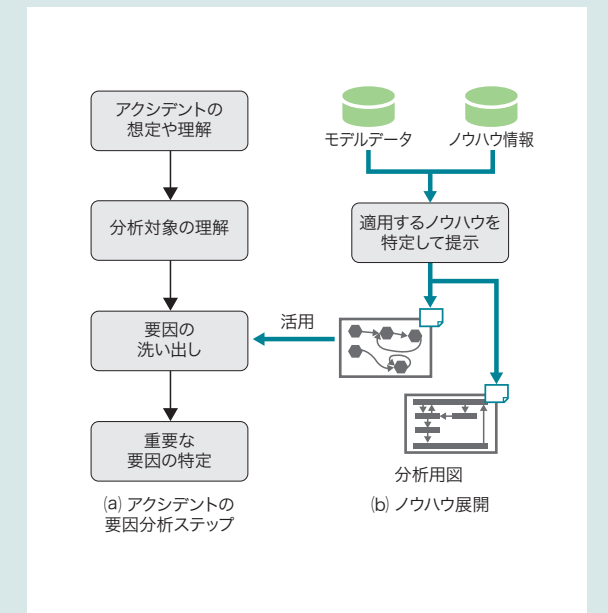 アクシデントの
想定や理解
分析対象の理解
要因の
洗い出し
重要な
要因の特定
(a) アクシデントの
要因分析ステップ
モデルデータ
ノウハウ情報
適用するノウハウを
特定して提示
活用
分析用図
(b) ノウハウ展開